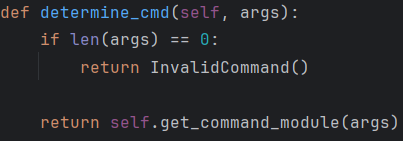 def determine_cmd(self, args):
    if len(args) == 0:
        return InvalidCommand()

    return self.get_command_module(args)